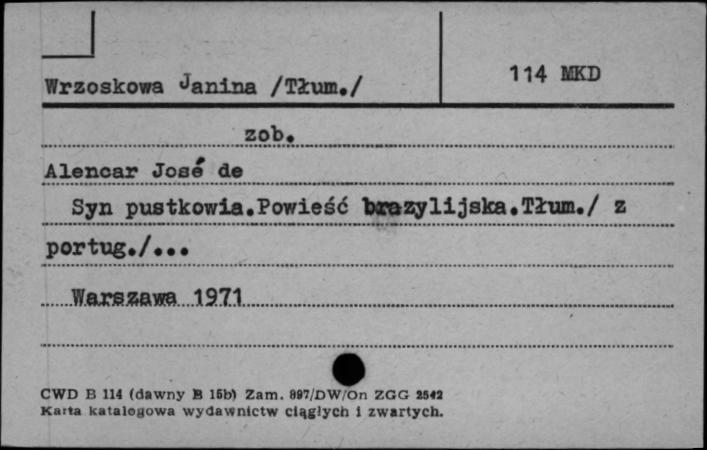 Wrzoskowa Janina /Tłum./
114 MKD
zob.
Alencar José de
Syn pustkowia.Powieść brazylijska.Tłum./ z
portug./...
Warszawa 1971
CWD B 114 (dawny B 15b) Zam. 997/DW/On ZGG 2542
Karta katalogowa wydawnictw ciągłych i zwartych.